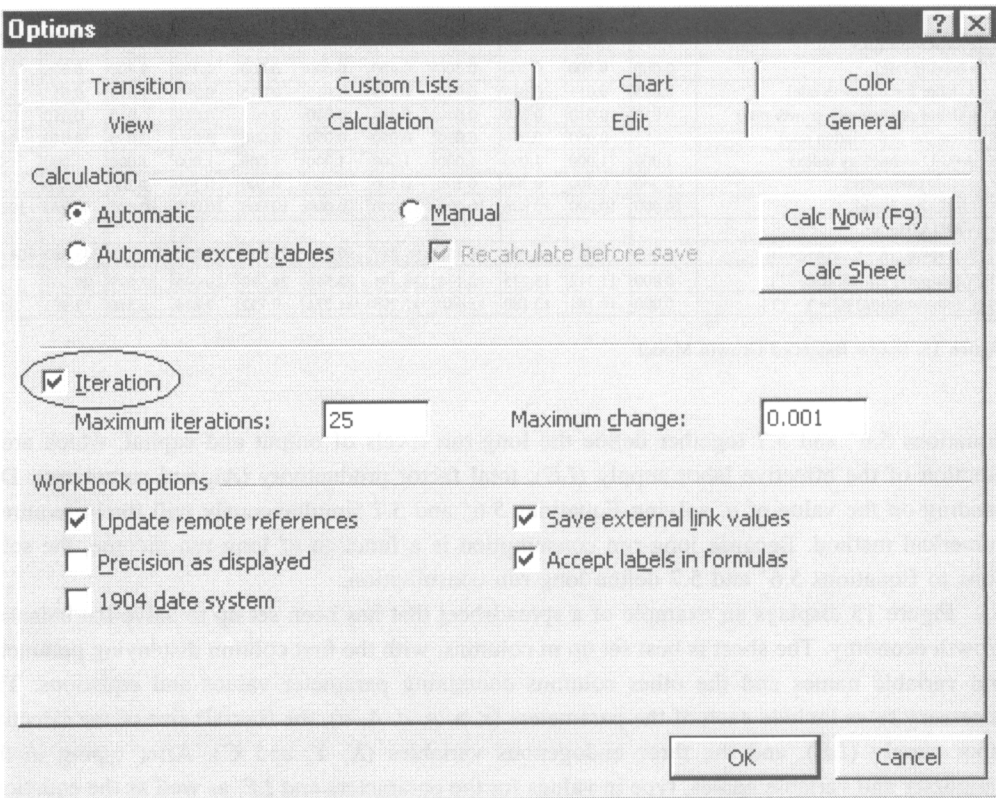 Options
Transition Custom Lists Chart Color
View Calculation Edit General
Calculation
Automatic Manual Calc Now (F9)
Automatic except tables Recalculate before save Calc Sheet
Iteration
Maximum iterations: 25 Maximum change: 0.001
Workbook options
Update remote references Save external link values
Precision as displayed Accept labels in formulas
1904 date system
OK Cancel